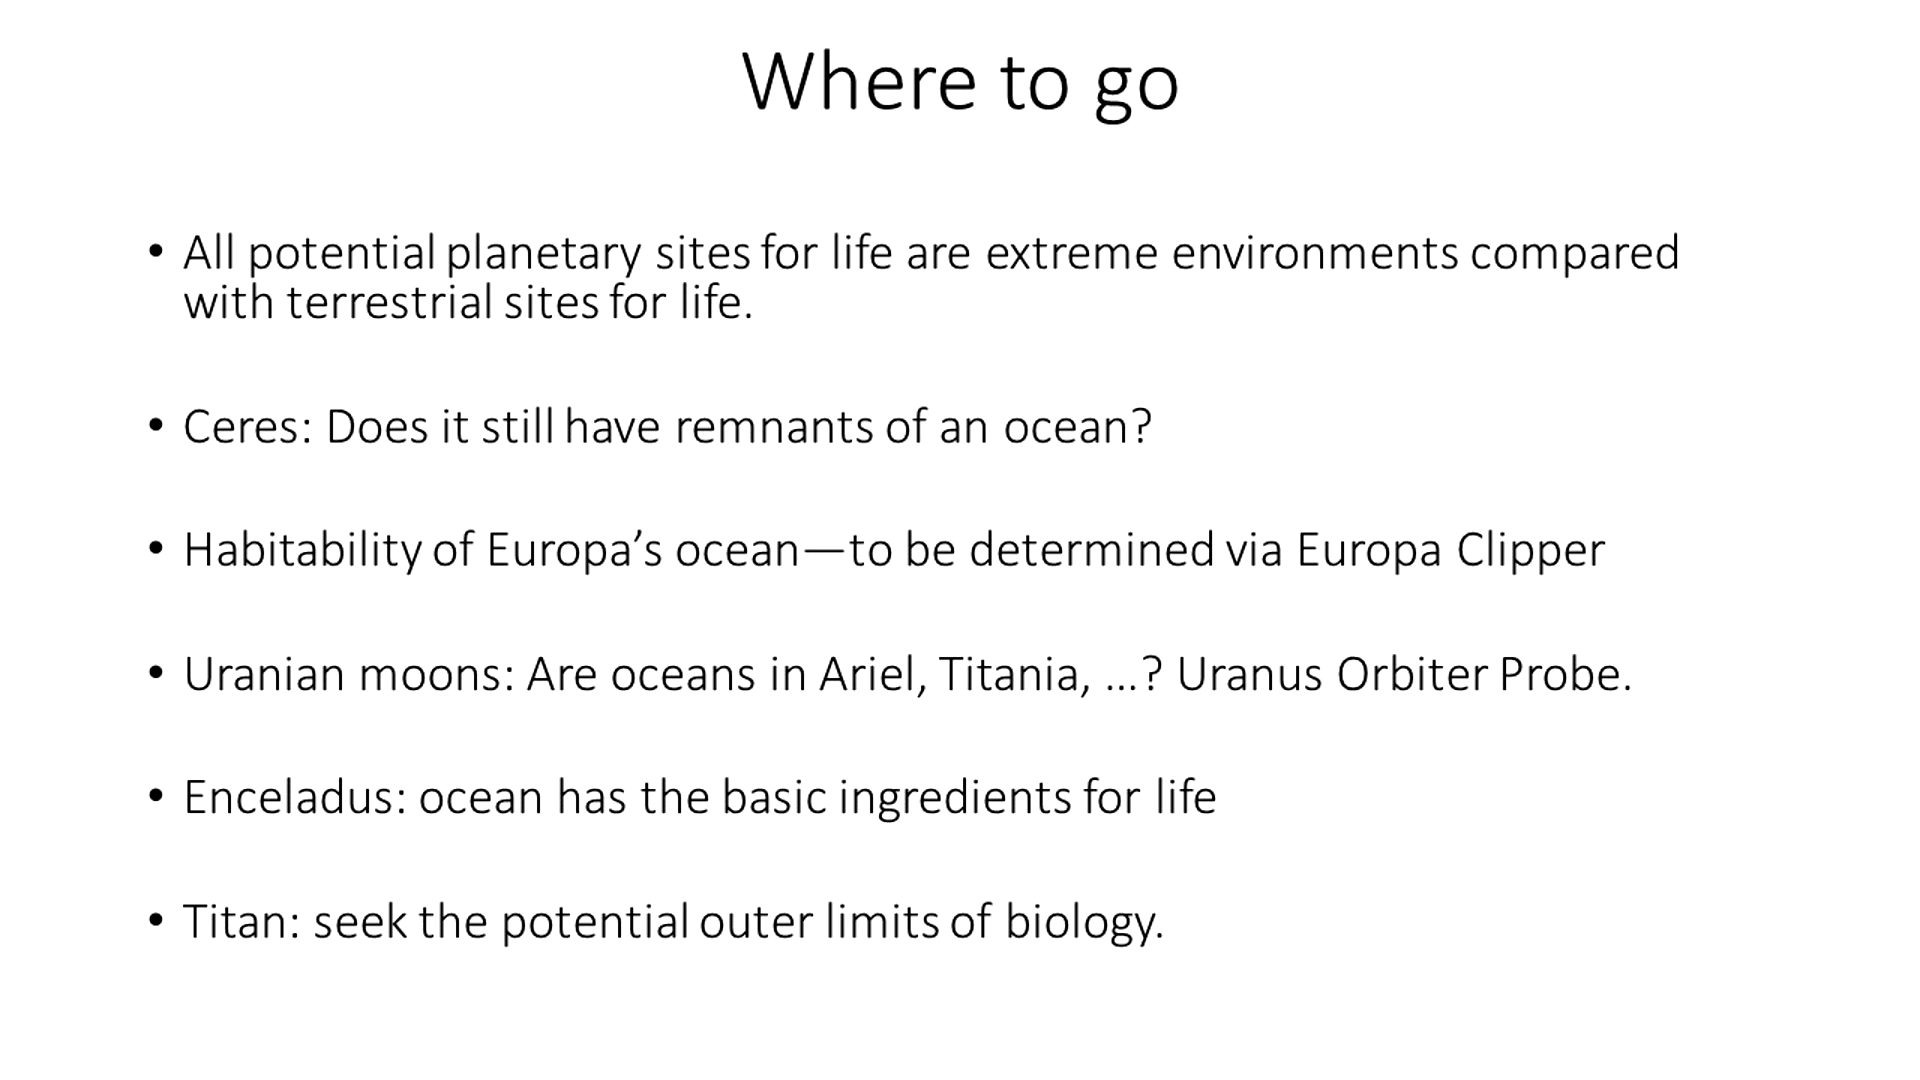 Where to go
• All potential planetary sites for life are extreme environments compared
with terrestrial sites for life.
• Ceres: Does it still have remnants of an ocean?
• Habitability of Europa’s ocean—to be determined via Europa Clipper
• Uranian moons: Are oceans in Ariel, Titania, ...? Uranus Orbiter Probe.
• Enceladus: ocean has the basic ingredients for life
• Titan: seek the potential outer limits of biology.